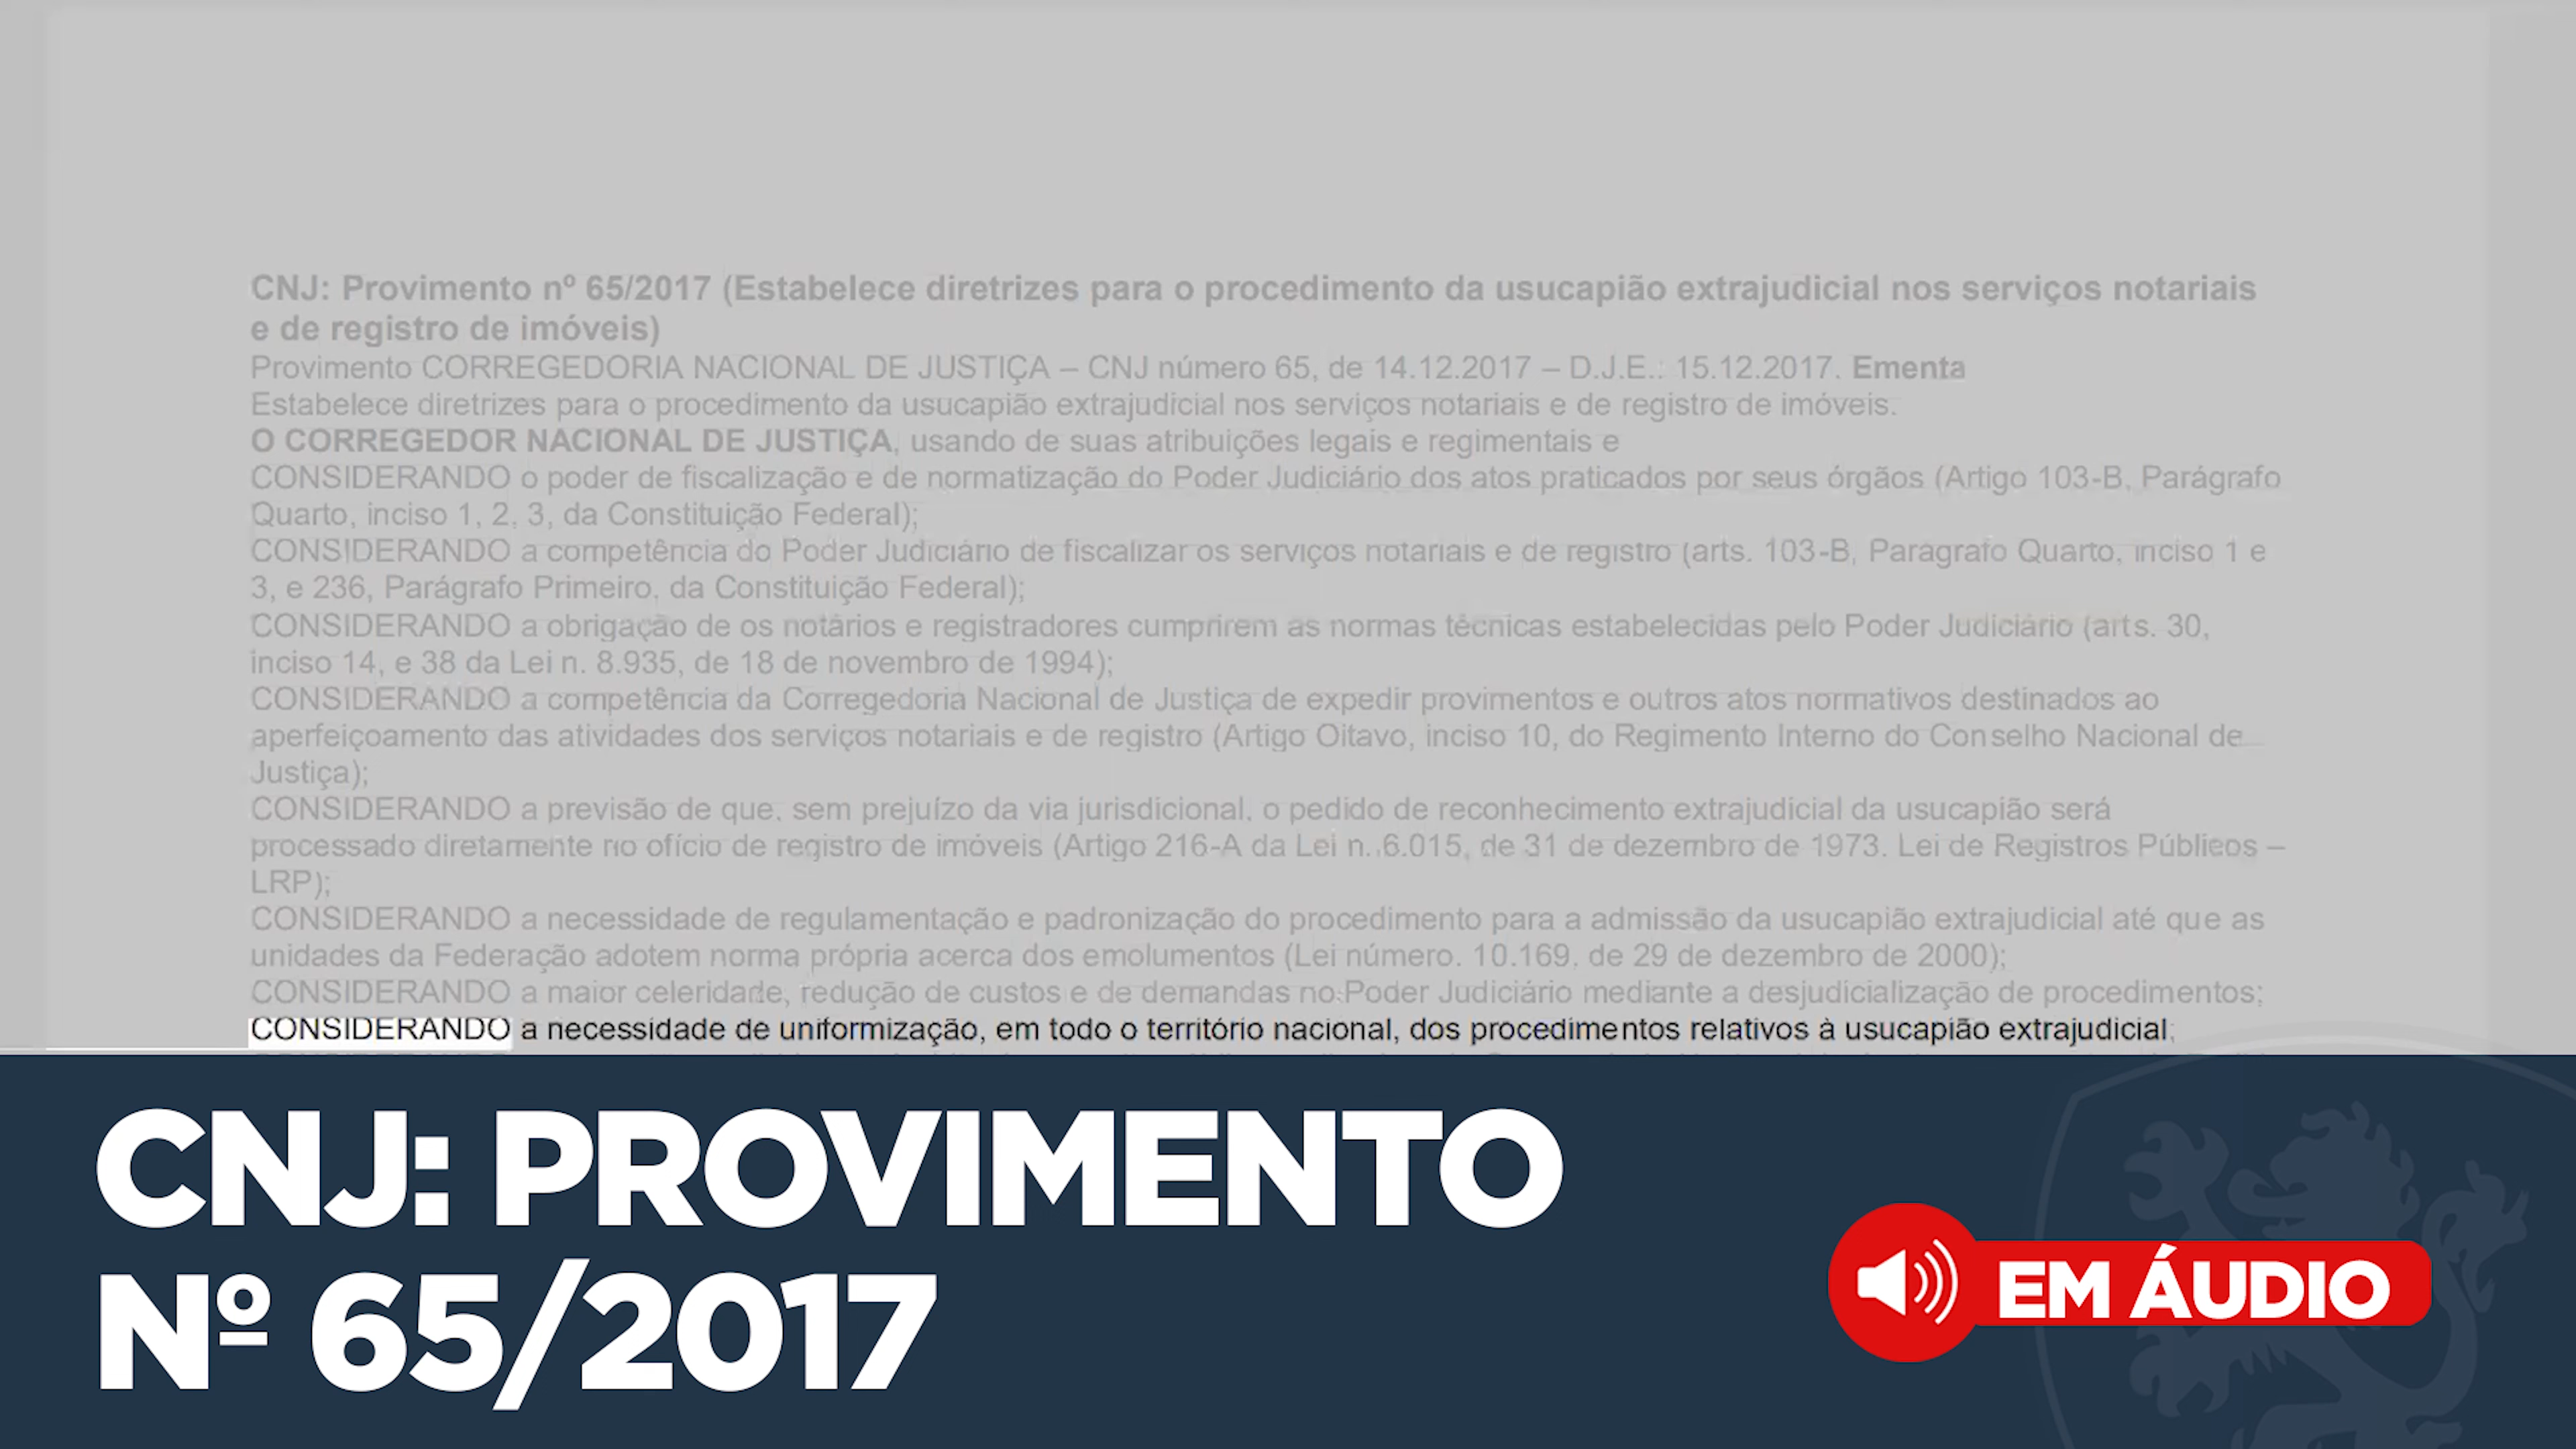 CNJ: Provimento nº 65/2017 (Estabelece diretrizes para o procedimento da usucapião extrajudicial nos serviços notariais
e de registro de imóveis)
Provimento CORREGEDORIA NACIONAL DE JUSTIÇA – CNJ número 65, de 14.12.2017 – D.J.E.: 15.12.2017. Ementa
Estabelece diretrizes para o procedimento da usucapião extrajudicial nos serviços notariais e de registro de imóveis.
O CORREGEDOR NACIONAL DE JUSTIÇA, usando de suas atribuições legais e regimentais e
CONSIDERANDO o poder de fiscalização e de normatização do Poder Judiciário dos atos praticados por seus órgãos (Artigo 103-B, Parágrafo
Quarto, inciso 1, 2, 3, da Constituição Federal);
CONSIDERANDO a competência do Poder Judiciário de fiscalizar os serviços notariais e de registro (arts. 103-B, Paragrafo Quarto, inciso 1 e
3, e 236, Parágrafo Primeiro, da Constituição Federal);
CONSIDERANDO a obrigação de os notários e registradores cumprirem as normas técnicas estabelecidas pelo Poder Judiciário (arts. 30,
inciso 14, e 38 da Lei n. 8.935, de 18 de novembro de 1994);
CONSIDERANDO a competência da Corregedoria Nacional de Justiça de expedir provimentos e outros atos normativos destinados ao
aperfeiçoamento das atividades dos serviços notariais e de registro (Artigo Oitavo, inciso 10, do Regimento Interno do Conselho Nacional de
Justiça);
CONSIDERANDO a previsão de que, sem prejuízo da via jurisdicional, o pedido de reconhecimento extrajudicial da usucapião será
processado diretamente no ofício de registro de imóveis (Artigo 216-A da Lei n. 6.015, de 31 de dezembro de 1973. Lei de Registros Públicos –
LRP);
CONSIDERANDO a necessidade de regulamentação e padronização do procedimento para a admissão da usucapião extrajudicial até que as
unidades da Federação adotem norma própria acerca dos emolumentos (Lei número. 10.169. de 29 de dezembro de 2000);
CONSIDERANDO a maior celeridade, redução de custos e de demandas no Poder Judiciário mediante a desjudicialização de procedimentos;
CONSIDERANDO a necessidade de uniformização, em todo o território nacional, dos procedimentos relativos à usucapião extrajudicial;
CNJ: PROVIMENTO
Nº 65/2017
EM ÁUDIO